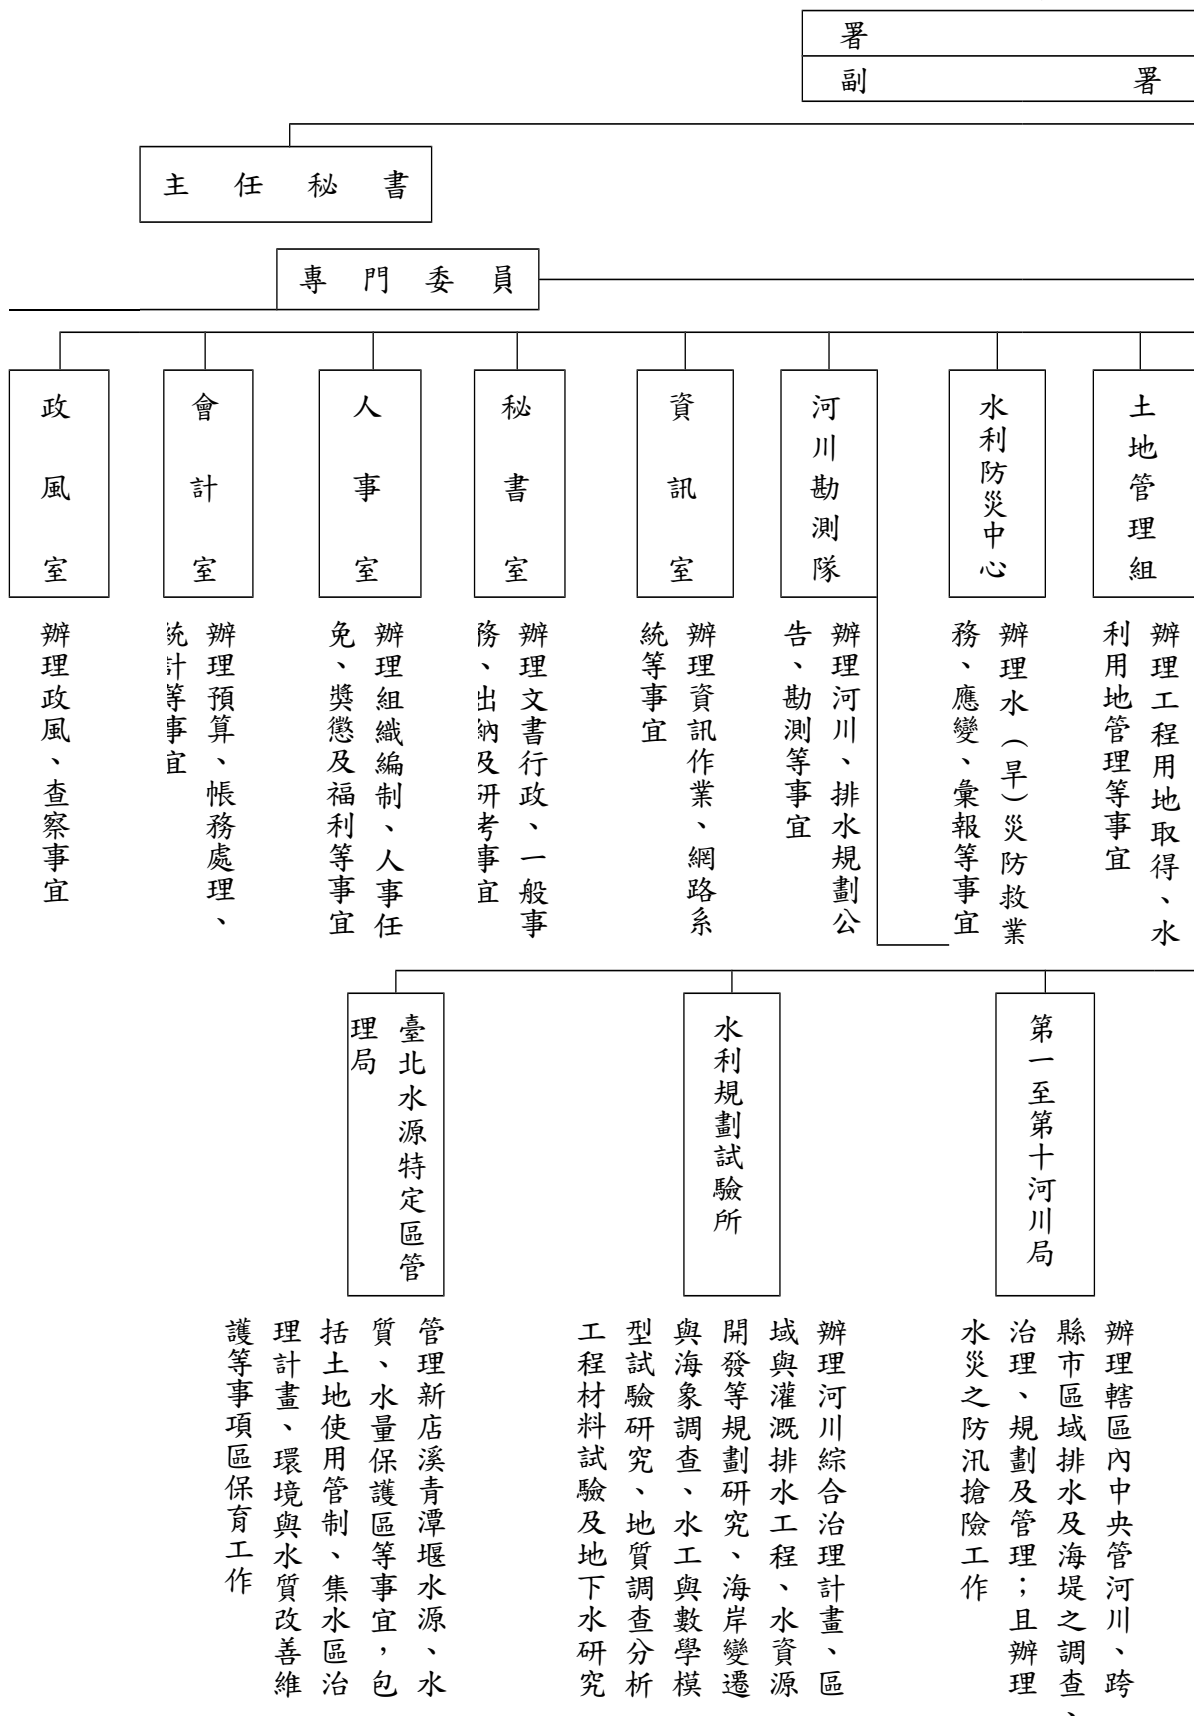 署
副署
主任秘書
專門委員
土地管理組
辦理工程用地取得、水
利用地管理等事宜
水利防災中心
辦理水（旱）災防救業
務、應變、彙報等事宜
河川勘測隊
辦理河川、排水規劃公
告、勘測等事宜
資訊室
辦理資訊作業、網路系
統等事宜
秘書室
辦理文書行政、一般事
務、出納及研考事宜
人事室
辦理組織編制、人事任
免、獎懲及福利等事宜
會計室
辦理預算、帳務處理、
統計等事宜
政風室
辦理政風、查察事宜
第一至第十河川局
辦理轄區內中央管河川、跨
縣市區域排水及海堤之調查、
治理、規劃及管理；且辦理
水災之防汛搶險工作
水利規劃試驗所
辦理河川綜合治理計畫、區
域與灌溉排水工程、水資源
開發等規劃研究、海岸變遷
與海象調查、水工與數學模
型試驗研究、地質調查分析
工程材料試驗及地下水研究
臺北水源特定區管
理局
管理新店溪青潭堰水源、水
質、水量保護區等事宜，包
括土地使用管制、集水區治
理計畫、環境與水質改善維
護等事項區保育工作